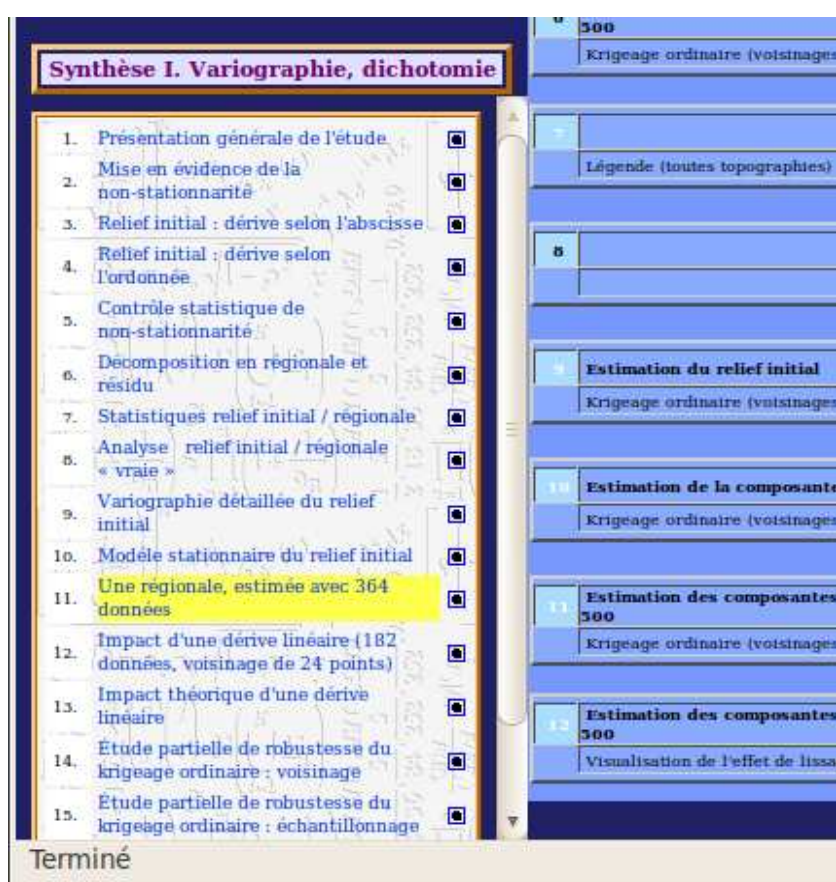 Synthèse I. Variographie, dichotomie
1. Présentation générale de l'étude
2. Mise en évidence de la
non-stationnarité
3. Relief initial : dérive selon l'abscisse
4. Relief initial : dérive selon
l'ordonnée
5. Contrôle statistique de
non-stationnarité
6. Décomposition en régionale et
résidu
7. Statistiques relief initial / régionale
8. Analyse relief initial / régionale
« vraie »
9. Variographie détaillée du relief
initial
10. Modèle stationnaire du relief initial
11. Une régionale, estimée avec 364
données
12. Impact d'une dérive linéaire (182
données, voisinage de 24 points)
13. Impact théorique d'une dérive
linéaire
14. Étude partielle de robustesse du
krigeage ordinaire : voisinage
15. Étude partielle de robustesse du
krigeage ordinaire : échantillonnage
500
Krigeage ordinaire (voisinages
7
Légende (toutes topographies)
8
9 Estimation du relief initial
Krigeage ordinaire (voisinages
10 Estimation de la composante
Krigeage ordinaire (voisinages
11 Estimation des composantes
500
Krigeage ordinaire (voisinages
12 Estimation des composantes
500
Visualisation de l'effet de lissa
Terminé